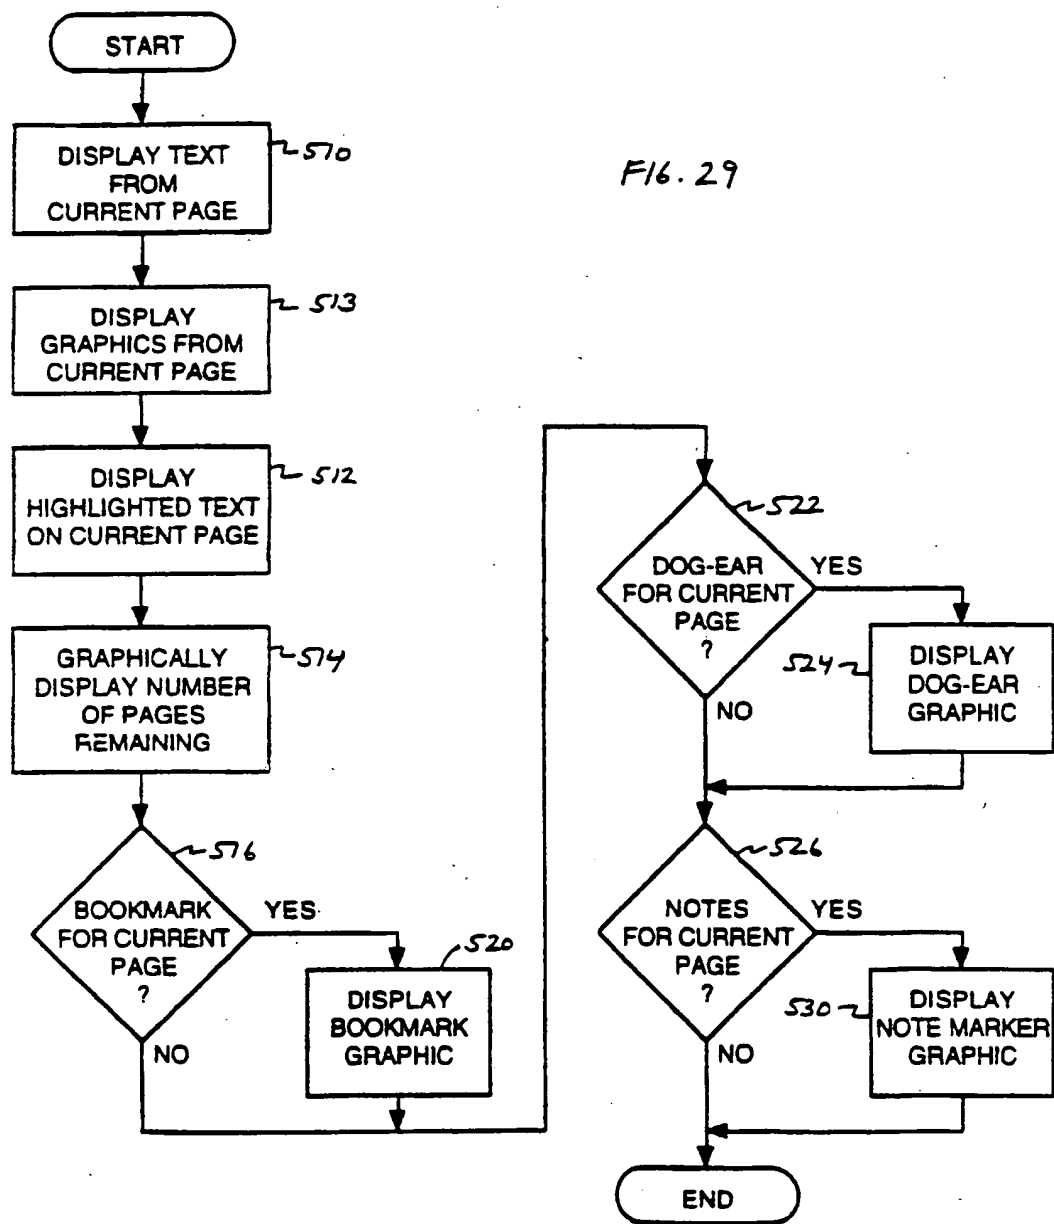 START
DISPLAY TEXT
FROM
CURRENT PAGE
510
FIG. 29
DISPLAY
GRAPHICS FROM
CURRENT PAGE
513
DISPLAY
HIGHLIGHTED TEXT
ON CURRENT PAGE
512
GRAPHICALLY
DISPLAY NUMBER
OF PAGES
REMAINING
514
BOOKMARK
FOR CURRENT
PAGE
?
516
YES
NO
DISPLAY
BOOKMARK
GRAPHIC
520
DOG-EAR
FOR CURRENT
PAGE
?
522
YES
NO
DISPLAY
DOG-EAR
GRAPHIC
524
NOTES
FOR CURRENT
PAGE
?
526
YES
NO
DISPLAY
NOTE MARKER
GRAPHIC
530
END